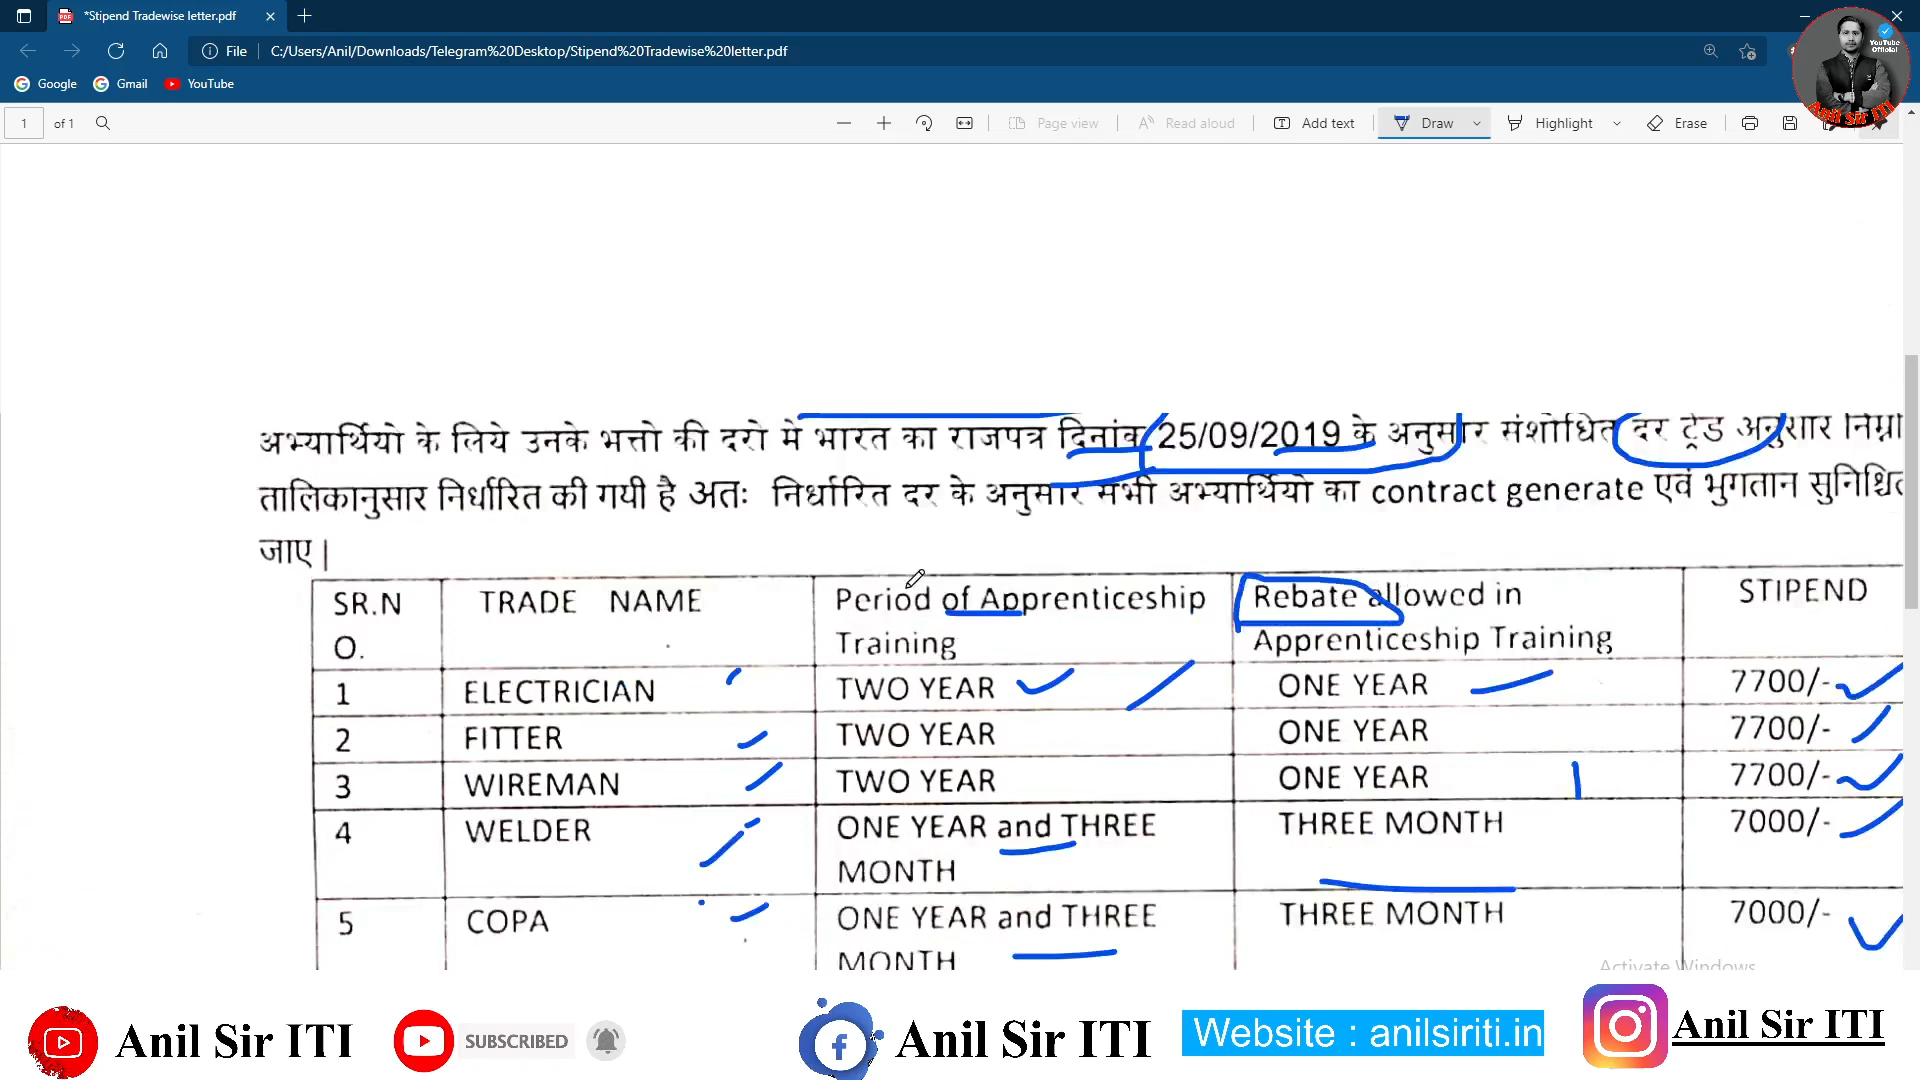 *Stipend Tradewise letter.pdf
File C:/Users/Anil/Downloads/Telegram%20Desktop/Stipend%20Tradewise%20letter.pdf
Google Gmail YouTube
YouTube
Official
Anil Sir ITI
1 of 1 Page view Read aloud Add text Draw Highlight Erase
अभ्यार्थियो के लिये उनके भत्तो की दरो मे भारत का राजपत्र दिनांक 25/09/2019 के अनुसार संशोधित दर ट्रेड अनुसार
तालिकानुसार निर्धारित की गयी है अतः निर्धारित दर के अनुसार सभी अभ्यार्थियो का contract generate एवं भुगतान
जाए|
SR.N TRADE NAME Period of Apprenticeship Rebate allowed in STIPEND
O. Training Apprenticeship Training
1 ELECTRICIAN TWO YEAR ONE YEAR 7700/-
2 FITTER TWO YEAR ONE YEAR 7700/-
3 WIREMAN TWO YEAR ONE YEAR 7700/-
4 WELDER ONE YEAR and THREE THREE MONTH 7000/-
MONTH
5 COPA ONE YEAR and THREE THREE MONTH 7000/-
MONTH
Activate Windows
Anil Sir ITI SUBSCRIBED Anil Sir ITI Website : anilsiriti.in Anil Sir ITI